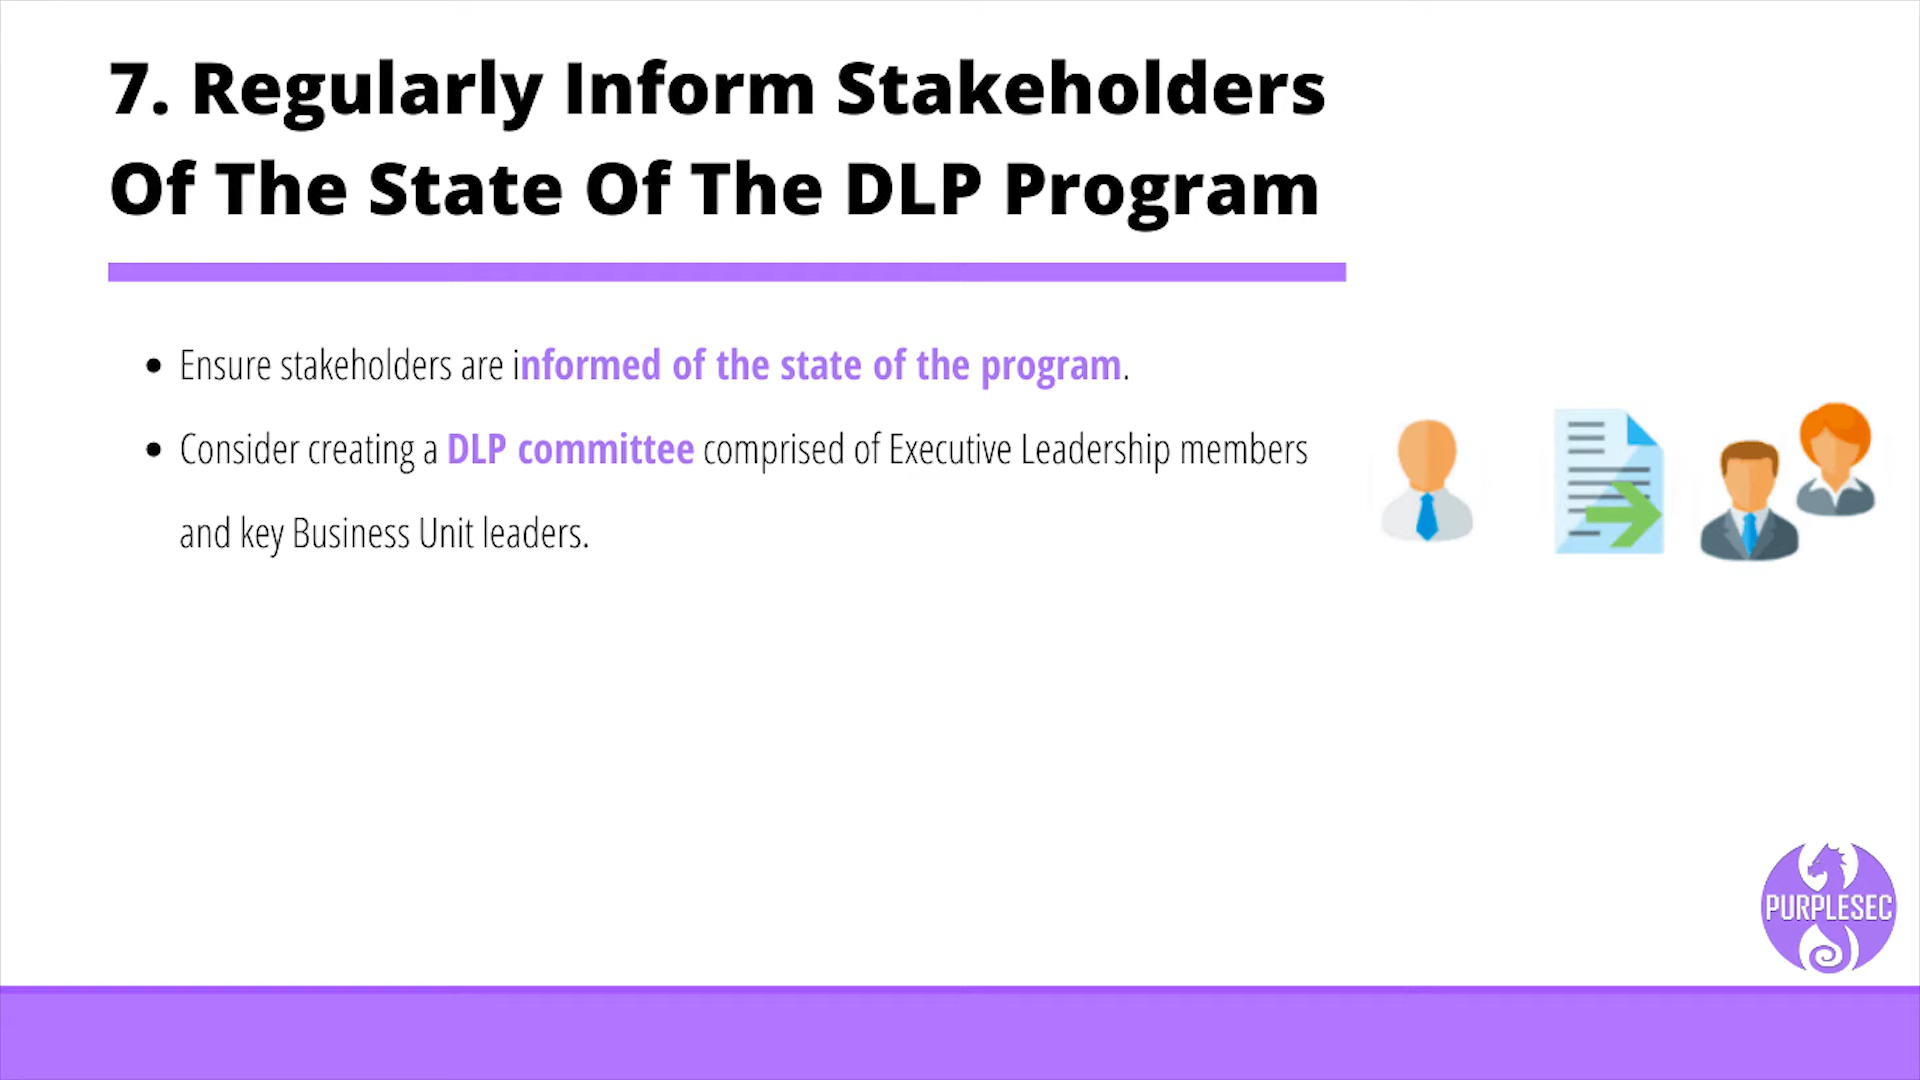 7. Regularly Inform Stakeholders
Of The State Of The DLP Program
• Ensure stakeholders are informed of the state of the program.
• Consider creating a DLP committee comprised of Executive Leadership members
and key Business Unit leaders.
PURPLESEC